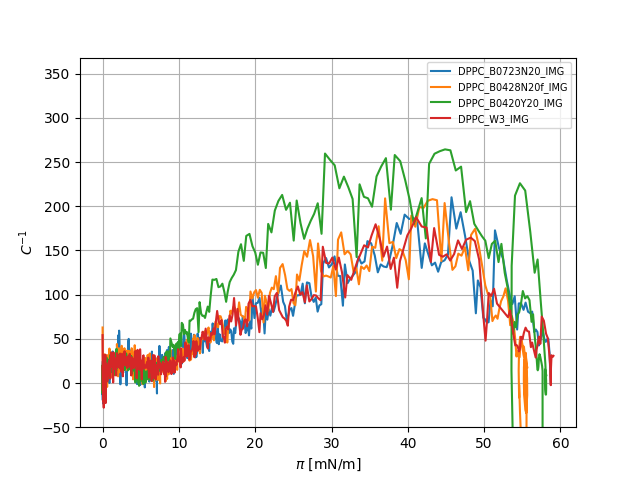 350
300
250
200
150
100
50
0
−50
C⁻¹
0 10 20 30 40 50 60
π [mN/m]
DPPC_B0723N20_IMG
DPPC_B0428N20f_IMG
DPPC_B0420Y20_IMG
DPPC_W3_IMG